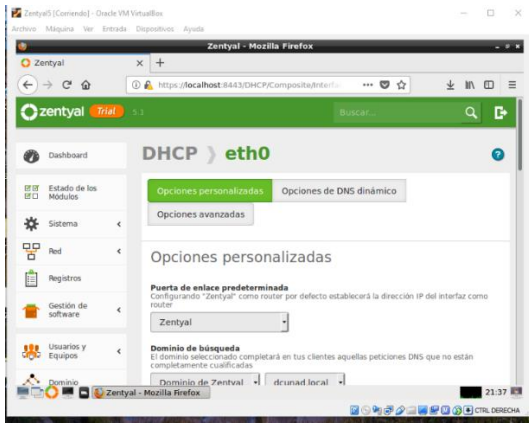 Zentyal5 [Corriendo] - Oracle VM VirtualBox
Archivo Máquina Ver Entrada Dispositivos Ayuda
Zentyal - Mozilla Firefox
Zentyal
https://localhost:8443/DHCP/Composite/Interfa
zentyal Trial 5.1
Buscar...
Dashboard
DHCP eth0
Estado de los
Módulos
Opciones personalizadas Opciones de DNS dinámico
Opciones avanzadas
Sistema
Red
Opciones personalizadas
Registros
Puerta de enlace predeterminada
Configurando "Zentyal" como router por defecto establecerá la dirección IP del interfaz como
router
Gestión de
software
Zentyal
Usuarios y
Equipos
Dominio de búsqueda
El dominio seleccionado completará en tus clientes aquellas peticiones DNS que no están
completamente cualificadas
Dominio
Dominio de Zentyal dcunad.local
Zentyal - Mozilla Firefox
21:37
CTRL DERECHA